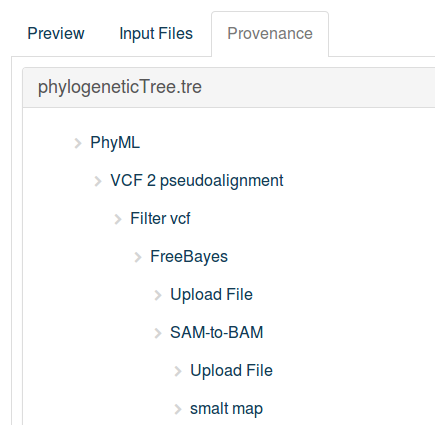 Preview Input Files Provenance
phylogeneticTree.tre
PhyML
VCF 2 pseudoalignment
Filter vcf
FreeBayes
Upload File
SAM-to-BAM
Upload File
smalt map